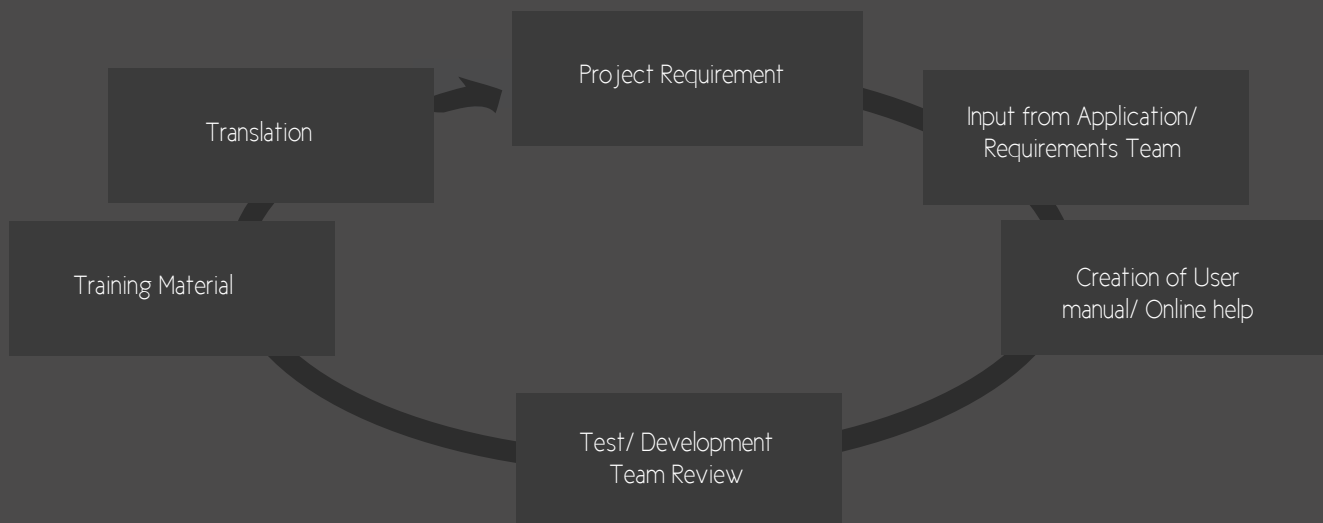 Project Requirement
Input from Application/
Requirements Team
Creation of User
manual/ Online help
Test/ Development
Team Review
Training Material
Translation